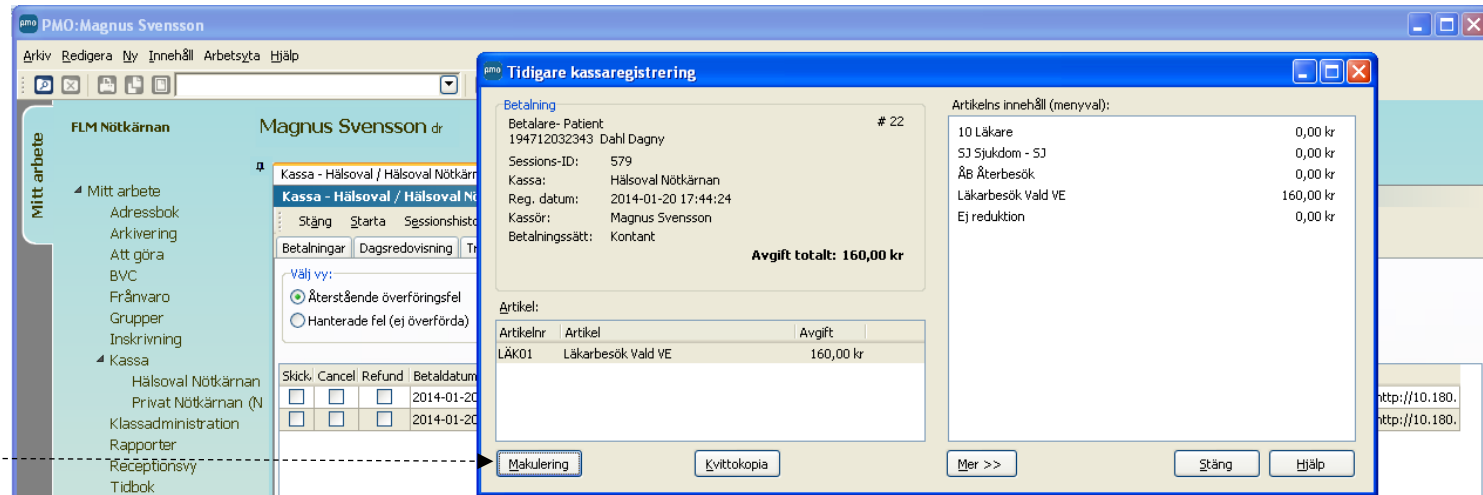 pmo PMO:Magnus Svensson
Arkiv Redigera Ny Innehåll Arbetsyta Hjälp
Mitt arbete
FLM Nötkärnan
Magnus Svensson dr
Mitt arbete
Adressbok
Arkivering
Att göra
BVC
Frånvaro
Grupper
Inskrivning
Kassa
Hälsoval Nötkärnan
Privat Nötkärnan (N
Klassadministration
Rapporter
Receptionsvy
Tidbok
Kassa - Hälsoval / Hälsoval Nötkärn
Kassa - Hälsoval / Hälsoval Nö
Stäng Starta Sessionshisto
Betalningar Dagsredovisning Tr
Välj vy:
Återstående överföringsfel
Hanterade fel (ej överförda)
Skick Cancel Refund Betaldatum
2014-01-20
2014-01-20
pmo Tidigare kassaregistrering
Betalning
Betalare- Patient # 22
194712032343 Dahl Dagny
Sessions-ID: 579
Kassa: Hälsoval Nötkärnan
Reg. datum: 2014-01-20 17:44:24
Kassör: Magnus Svensson
Betalningssätt: Kontant
Avgift totalt: 160,00 kr
Artikel:
Artikelnr Artikel Avgift
LÄK01 Läkarbesök Vald VE 160,00 kr
Makulering Kvittokopia
Artikelns innehåll (menyval):
10 Läkare 0,00 kr
SJ Sjukdom - SJ 0,00 kr
ÅB Återbesök 0,00 kr
Läkarbesök Vald VE 160,00 kr
Ej reduktion 0,00 kr
Mer >> Stäng Hjälp
http://10.180.
http://10.180.